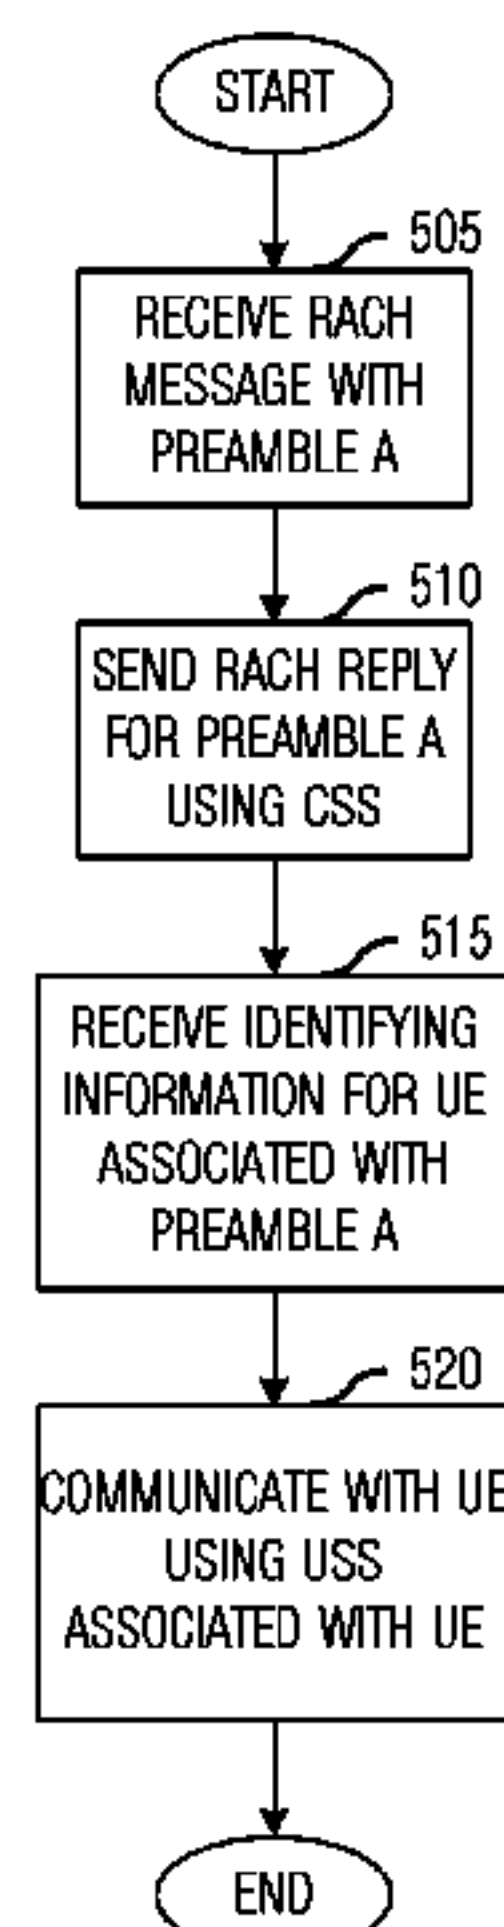 START
505
RECEIVE RACH
MESSAGE WITH
PREAMBLE A
510
SEND RACH REPLY
FOR PREAMBLE A
USING CSS
515
RECEIVE IDENTIFYING
INFORMATION FOR UE
ASSOCIATED WITH
PREAMBLE A
520
COMMUNICATE WITH UE
USING USS
ASSOCIATED WITH UE
END